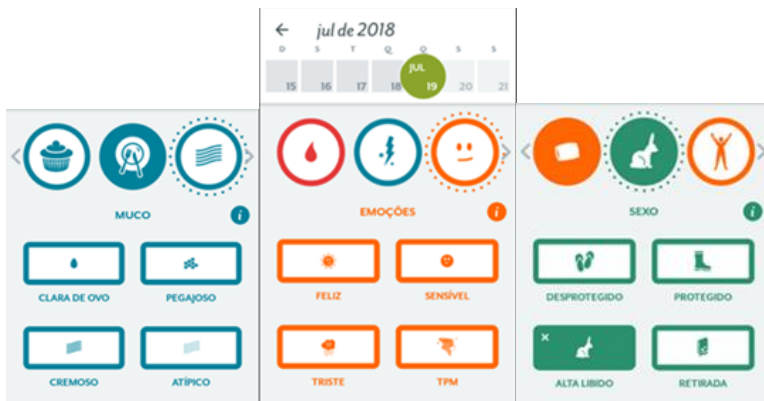 jul de 2018
D S T Q Q S S
JUL
15 16 17 18 19 20 21
MUCO
i
CLARA DE OVO PEGAJOSO
CREMOSO ATÍPICO
EMOÇÕES
i
FELIZ SENSÍVEL
TRISTE TPM
SEXO
i
DESPROTEGIDO PROTEGIDO
ALTA LIBIDO RETIRADA